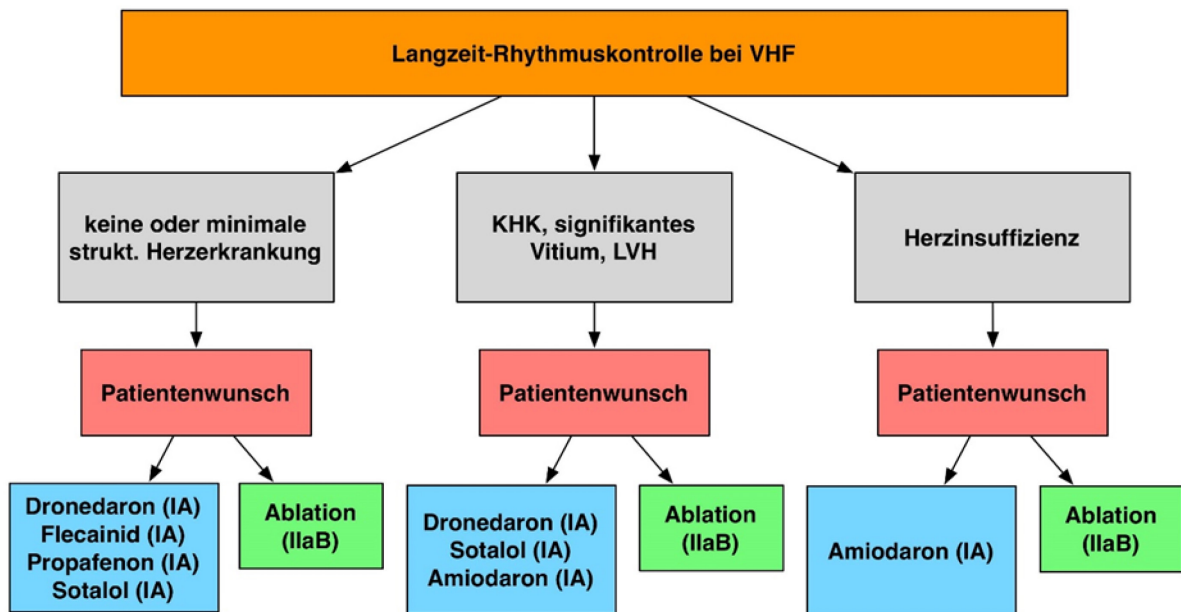 Langzeit-Rhythmuskontrolle bei VHF
keine oder minimale
strukt. Herzerkrankung
KHK, signifikantes
Vitium, LVH
Herzinsuffizienz
Patientenwunsch
Patientenwunsch
Patientenwunsch
Dronedaron (IA)
Flecainid (IA)
Propafenon (IA)
Sotalol (IA)
Ablation
(IIaB)
Dronedaron (IA)
Sotalol (IA)
Amiodaron (IA)
Ablation
(IIaB)
Amiodaron (IA)
Ablation
(IIaB)